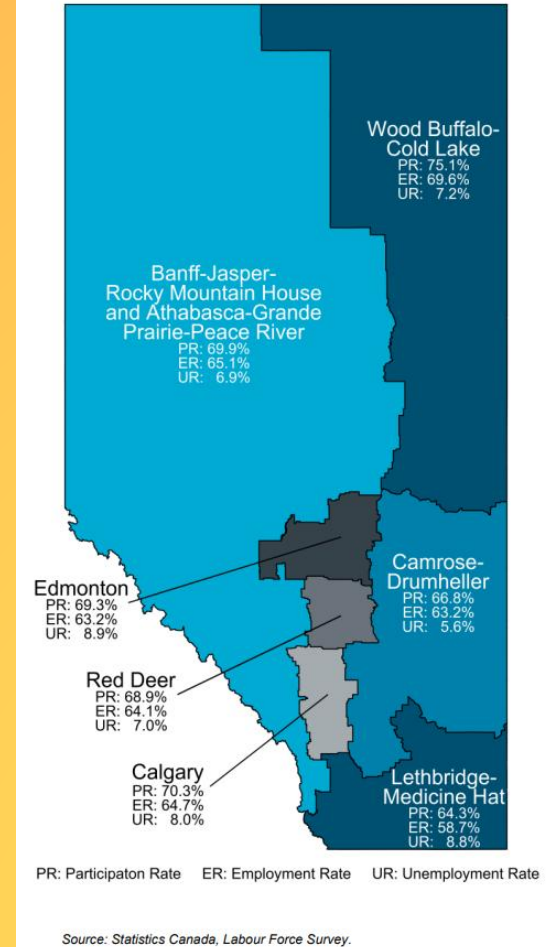 Wood Buffalo-
Cold Lake
PR: 75.1%
ER: 69.6%
UR: 7.2%
Banff-Jasper-
Rocky Mountain House
and Athabasca-Grande
Prairie-Peace River
PR: 69.9%
ER: 65.1%
UR: 6.9%
Edmonton
PR: 69.3%
ER: 63.2%
UR: 8.9%
Camrose-
Drumheller
PR: 66.8%
ER: 63.2%
UR: 5.6%
Red Deer
PR: 68.9%
ER: 64.1%
UR: 7.0%
Calgary
PR: 70.3%
ER: 64.7%
UR: 8.0%
Lethbridge-
Medicine Hat
PR: 64.3%
ER: 58.7%
UR: 8.8%
PR: Participaton Rate ER: Employment Rate UR: Unemployment Rate
Source: Statistics Canada, Labour Force Survey.